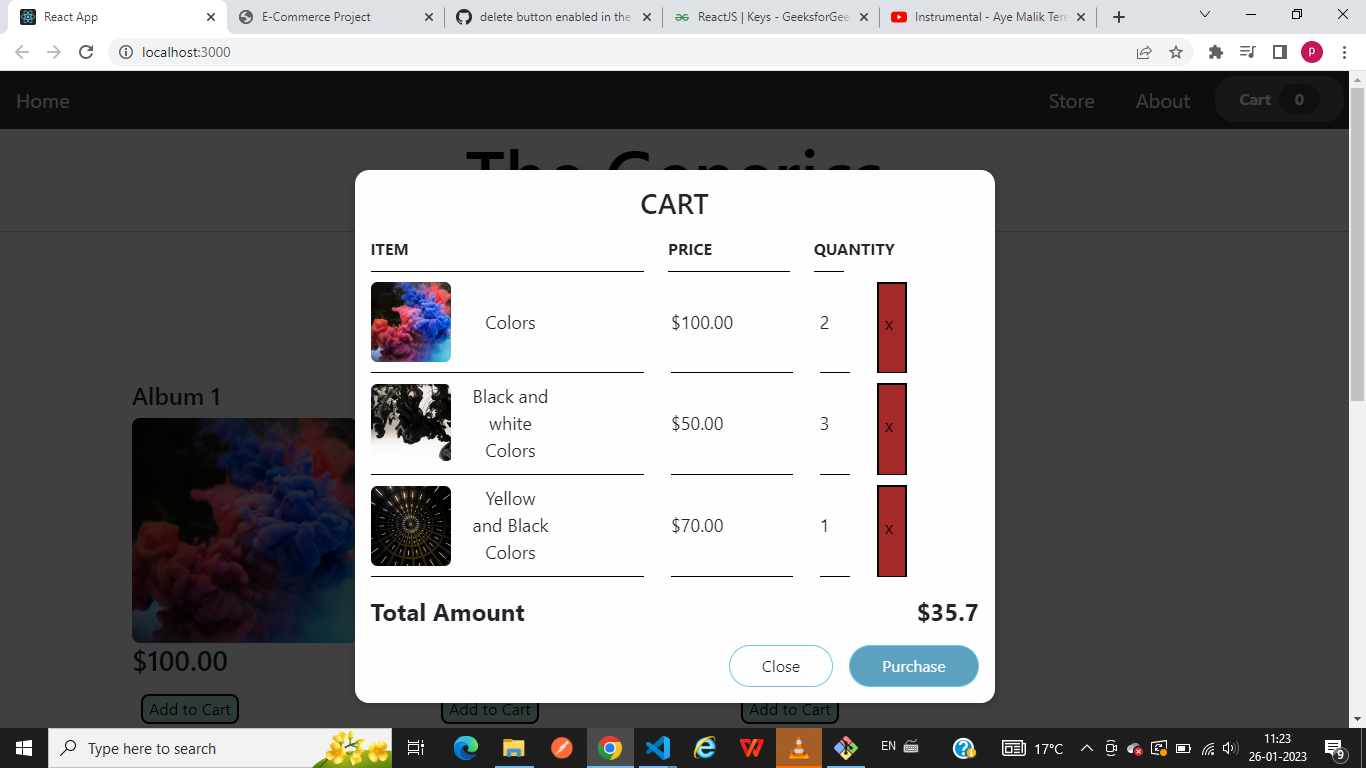 React App
E-Commerce Project
delete button enabled in the
ReactJS | Keys - GeeksforGee
Instrumental - Aye Malik Tere
localhost:3000
P
Home
Store
About
Cart 0
The Generics
CART
ITEM
PRICE
QUANTITY
Colors
$100.00
2
x
Black and
white
Colors
$50.00
3
x
Yellow
and Black
Colors
$70.00
1
x
Total Amount
$35.7
Close
Purchase
Album 1
$100.00
Add to Cart
Add to Cart
Add to Cart
Type here to search
EN
17°C
11:23
26-01-2023
9